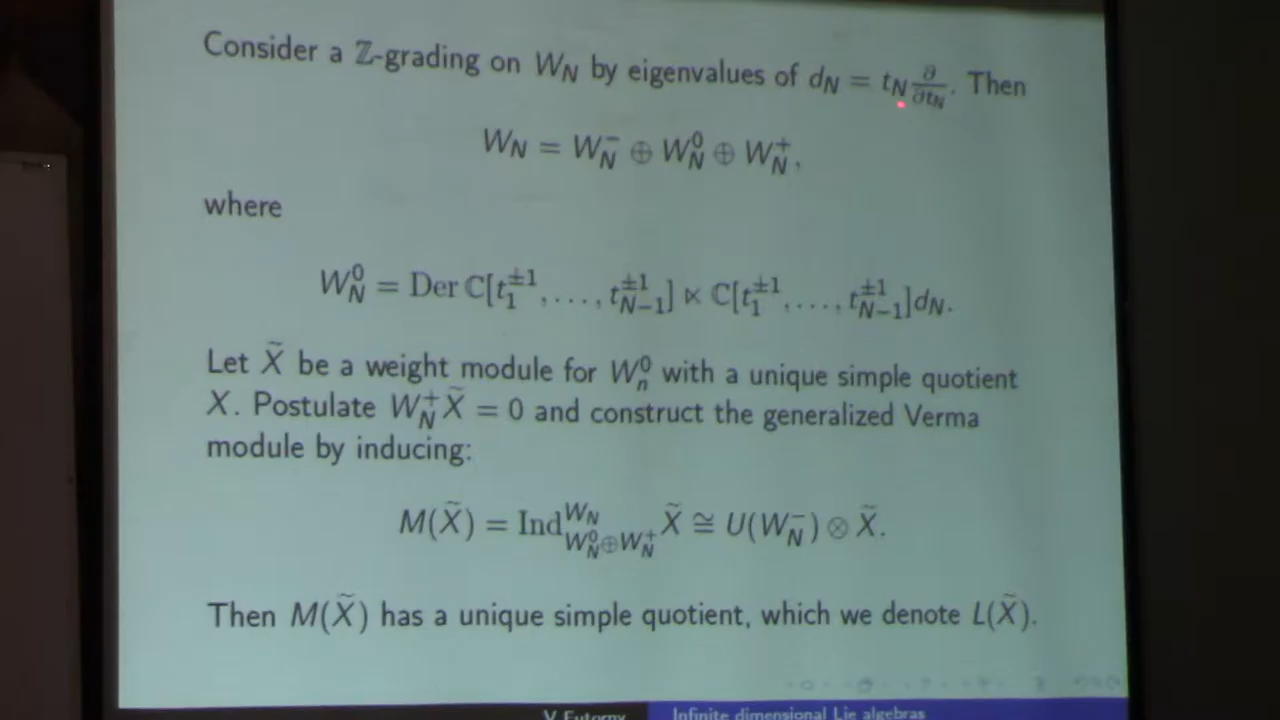 Consider a ℤ-grading on W_N by eigenvalues of d_N = t_N ∂/∂t_N. Then
W_N = W_N^- ⊕ W_N^0 ⊕ W_N^+,
where
W_N^0 = Der C[t_1^{±1}, . . . , t_{N-1}^{±1}] ⋉ C[t_1^{±1}, . . . , t_{N-1}^{±1}]d_N.
Let X̃ be a weight module for W_n^0 with a unique simple quotient
X. Postulate W_N^+ X̃ = 0 and construct the generalized Verma
module by inducing:
M(X̃) = Ind_{W_N^0⊕W_N^+}^{W_N} X̃ ≅ U(W_N^-) ⊗ X̃.
Then M(X̃) has a unique simple quotient, which we denote L(X̃).
V.Futorny Infinite dimensional Lie algebras